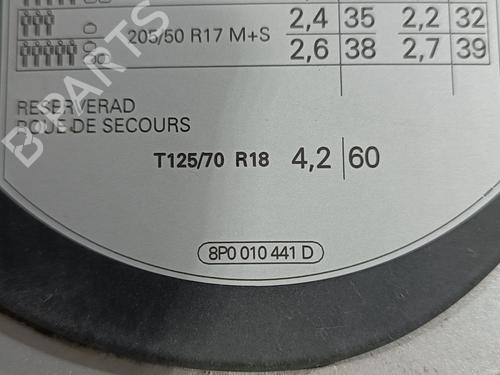 2,4 35 2,2 32
205/50 R17 M+S
2,6 38 2,7 39
RESERVERAD
ROUE DE SECOURS
T125/70 R18 4,2 60
8P0 010 441 D
B-PARTS